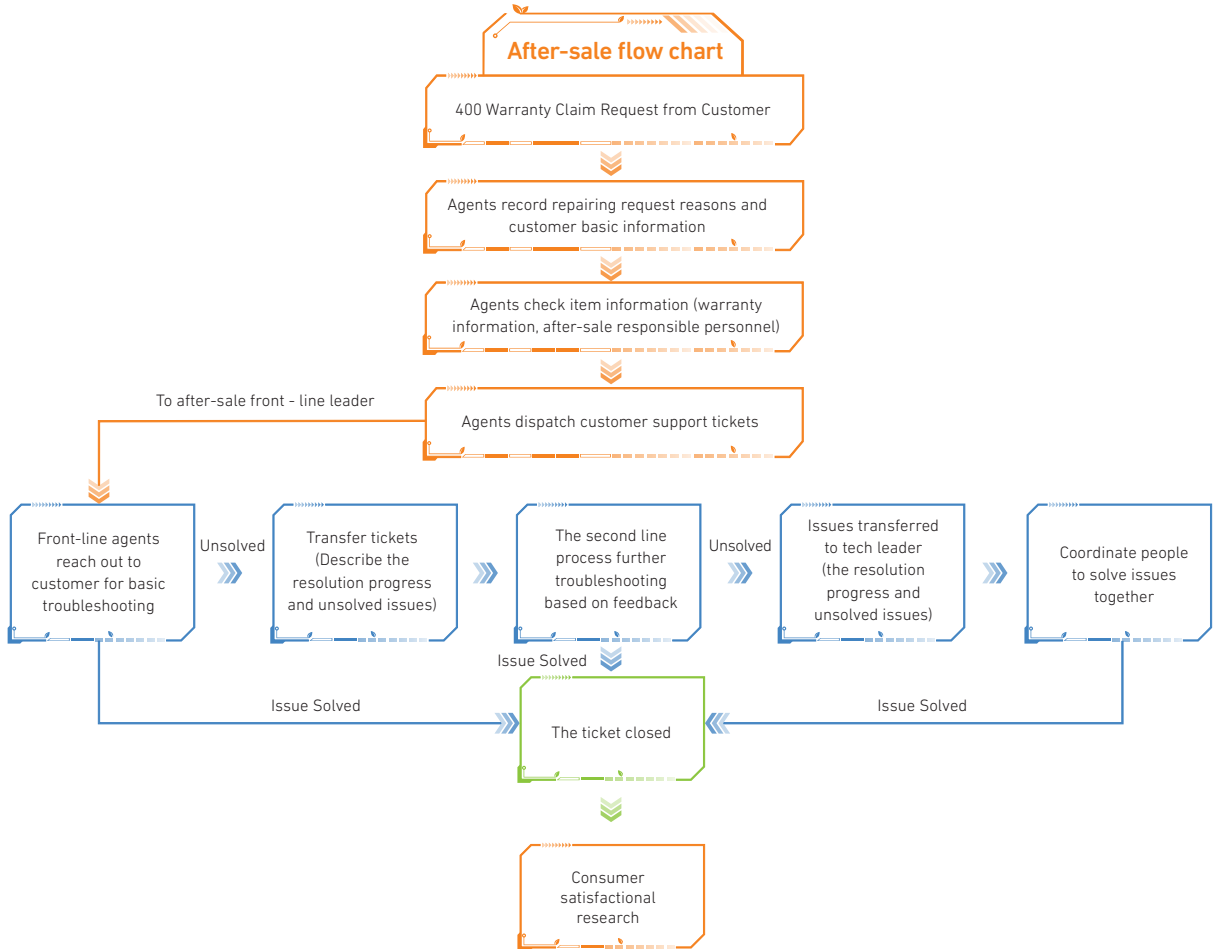 After-sale flow chart
400 Warranty Claim Request from Customer
Agents record repairing request reasons and
customer basic information
Agents check item information (warranty
information, after-sale responsible personnel)
To after-sale front - line leader
Agents dispatch customer support tickets
Front-line agents
reach out to
customer for basic
troubleshooting
Unsolved
Transfer tickets
(Describe the
resolution progress
and unsolved issues)
The second line
process further
troubleshooting
based on feedback
Unsolved
Issues transferred
to tech leader
(the resolution
progress and
unsolved issues)
Coordinate people
to solve issues
together
Issue Solved
Issue Solved
Issue Solved
The ticket closed
Consumer
satisfactional
research